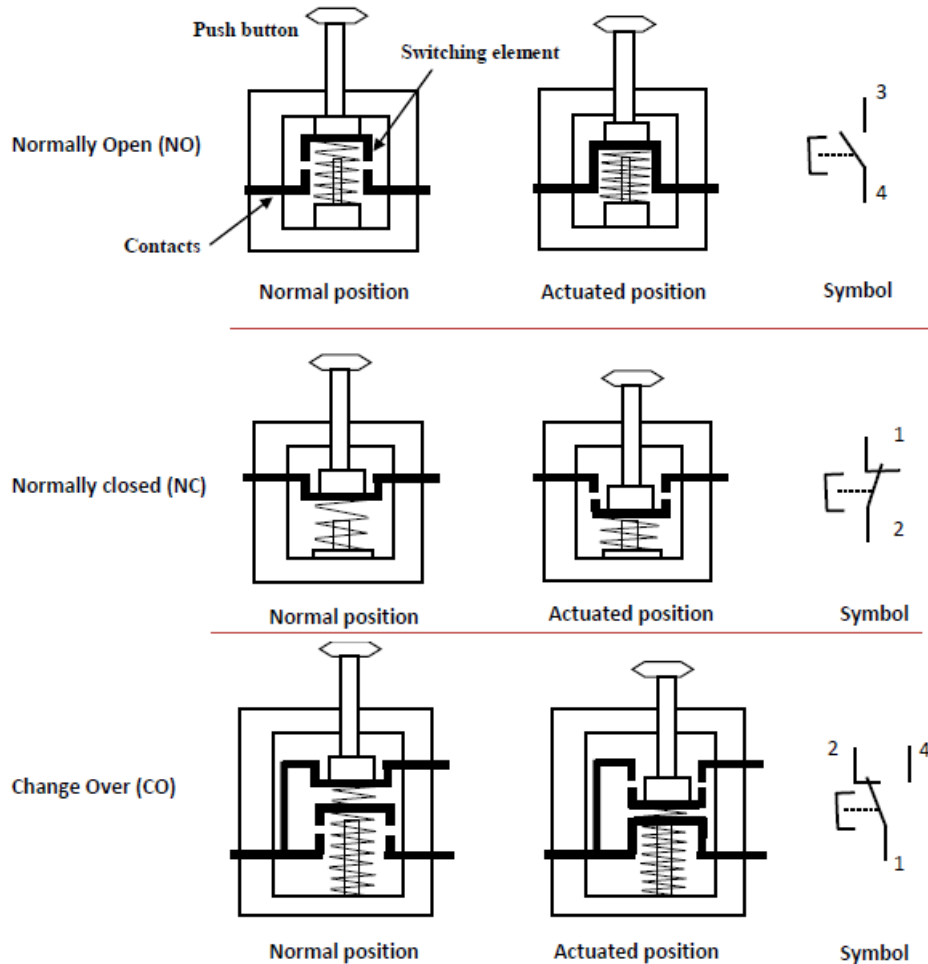 Push button
Switching element
3
Normally Open (NO)
4
Contacts
Normal position
Actuated position
Symbol
1
Normally closed (NC)
2
Normal position
Actuated position
Symbol
2
4
Change Over (CO)
1
Normal position
Actuated position
Symbol